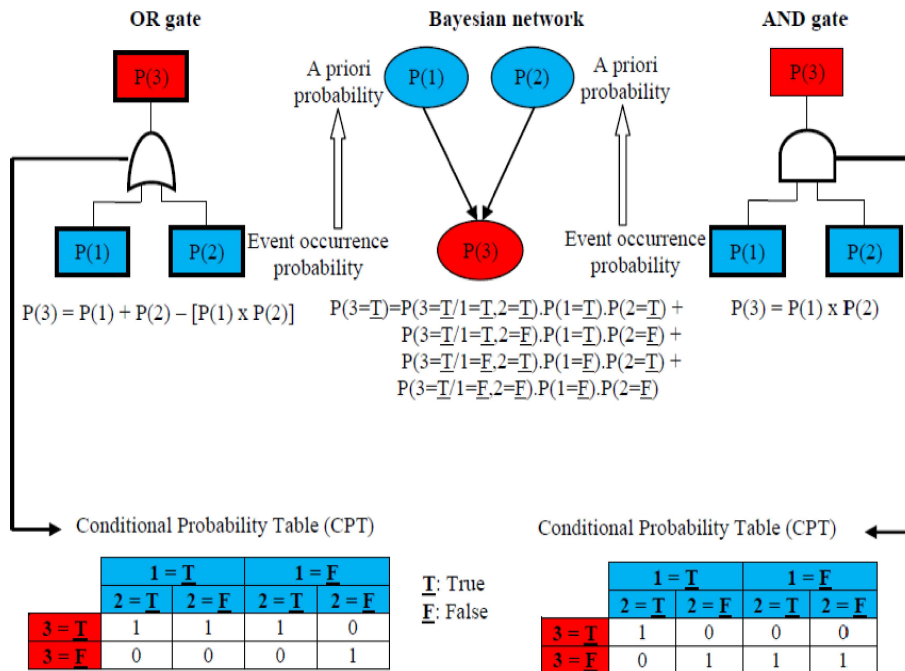 OR gate
Bayesian network
AND gate
P(3)
A priori
probability
P(1)
P(2)
A priori
probability
P(3)
P(1)
P(2)
Event occurrence
probability
P(3)
Event occurrence
probability
P(1)
P(2)
P(3) = P(1) + P(2) – [P(1) x P(2)]
P(3=T)=P(3=T/1=T,2=T).P(1=T).P(2=T) +
P(3=T/1=T,2=F).P(1=T).P(2=F) +
P(3=T/1=F,2=T).P(1=F).P(2=T) +
P(3=T/1=F,2=F).P(1=F).P(2=F)
P(3) = P(1) x P(2)
Conditional Probability Table (CPT)
1 = T 1 = F
2 = T 2 = F 2 = T 2 = F
3 = T 1 1 1 0
3 = F 0 0 0 1
T: True
F: False
Conditional Probability Table (CPT)
1 = T 1 = F
2 = T 2 = F 2 = T 2 = F
3 = T 1 0 0 0
3 = F 0 1 1 1